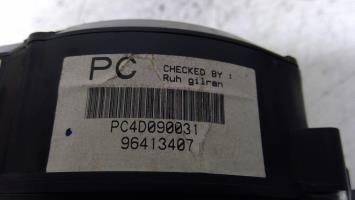 PC
CHECKED BY :
Ruh gilran
PC4D090031
96413407